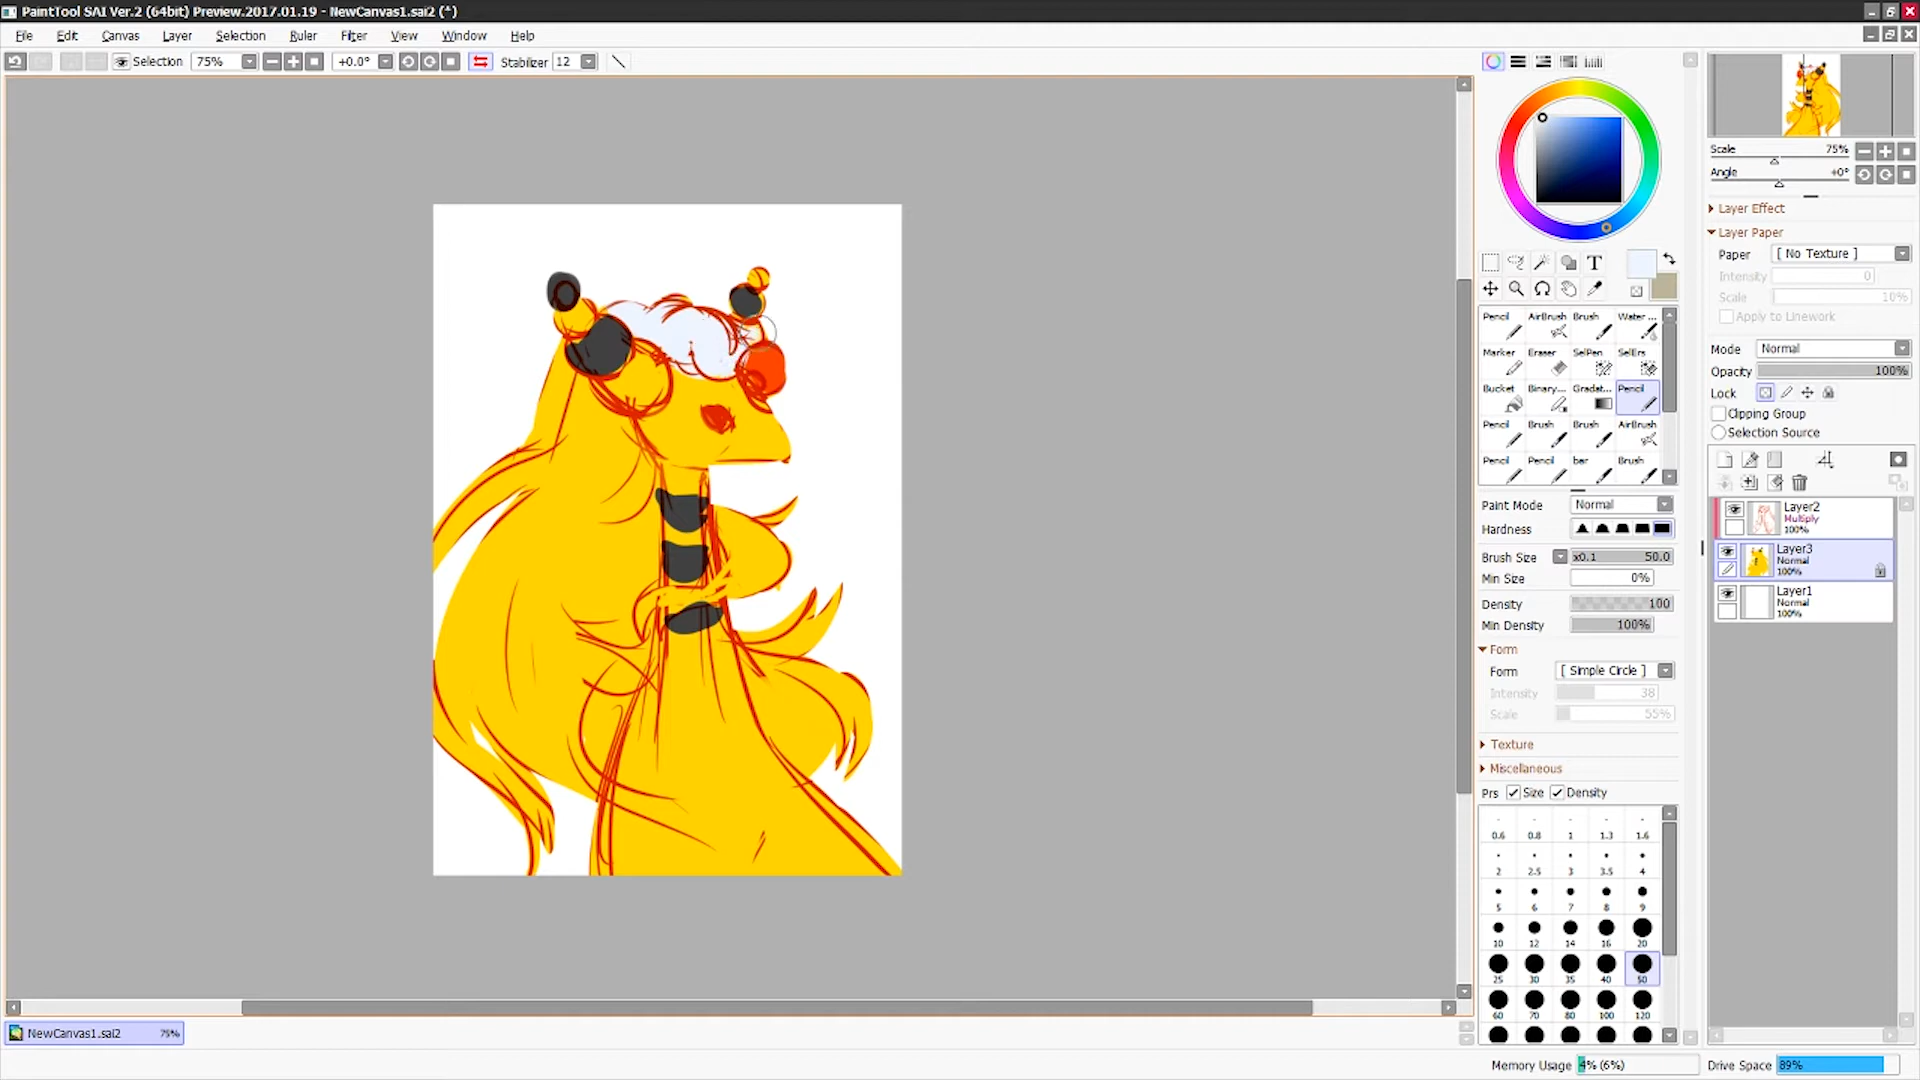 PaintTool SAI Ver.2 (64bit) Preview.2017.01.19 - NewCanvas1.sai2 (*)
File Edit Canvas Layer Selection Ruler Filter View Window Help
Selection 75% +0.0° Stabilizer 12
Scale 75%
Angle +0°
Layer Effect
Layer Paper
Paper [ No Texture ]
Intensity 0
Scale 10%
Apply to Linework
Mode Normal
Opacity 100%
Lock
Clipping Group
Selection Source
Layer2
Multiply
100%
Layer3
Normal
100%
Layer1
Normal
100%
T
Pencil AirBrush Brush Water ...
Marker Eraser SelPen SelErs
Bucket Binary... Gradat... Pencil
Pencil Brush Brush AirBrush
Pencil Pencil bar Brush
Paint Mode Normal
Hardness
Brush Size x0.1 50.0
Min Size 0%
Density 100
Min Density 100%
Form
Form [ Simple Circle ]
Intensity 38
Scale 55%
Texture
Miscellaneous
Prs Size Density
0.6 0.8 1 1.3 1.6
2 2.5 3 3.5 4
5 6 7 8 9
10 12 14 16 20
25 30 35 40 50
60 70 80 100 120
NewCanvas1.sai2 75%
Memory Usage 4% (6%) Drive Space 89%